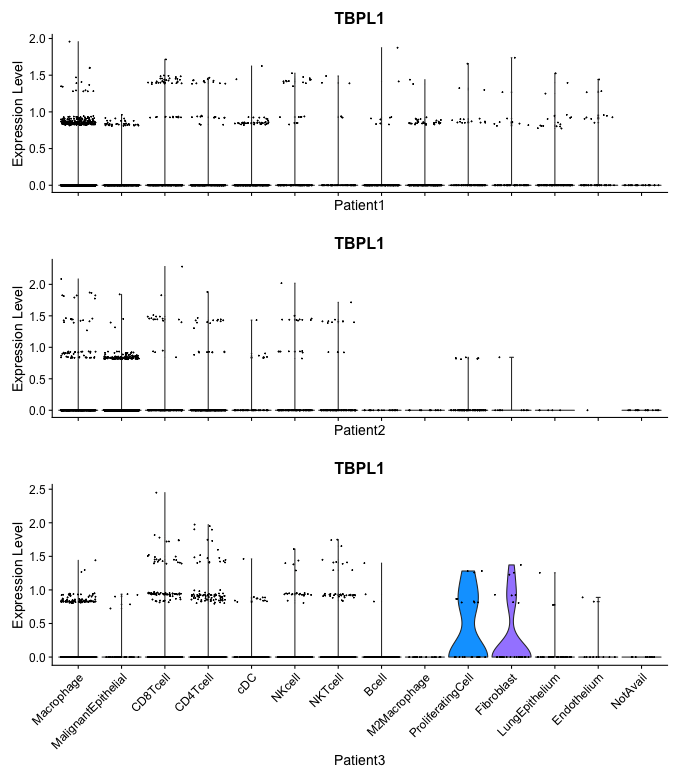 TBPL1
Expression Level
2.0
1.5
1.0
0.5
0.0
Patient1
TBPL1
Expression Level
2.0
1.5
1.0
0.5
0.0
Patient2
TBPL1
Expression Level
2.5
2.0
1.5
1.0
0.5
0.0
Macrophage
MalignantEpithelial
CD8Tcell
CD4Tcell
cDC
NKcell
NKTcell
Bcell
M2Macrophage
ProliferatingCell
Fibroblast
LungEpithelium
Endothelium
NotAvail
Patient3